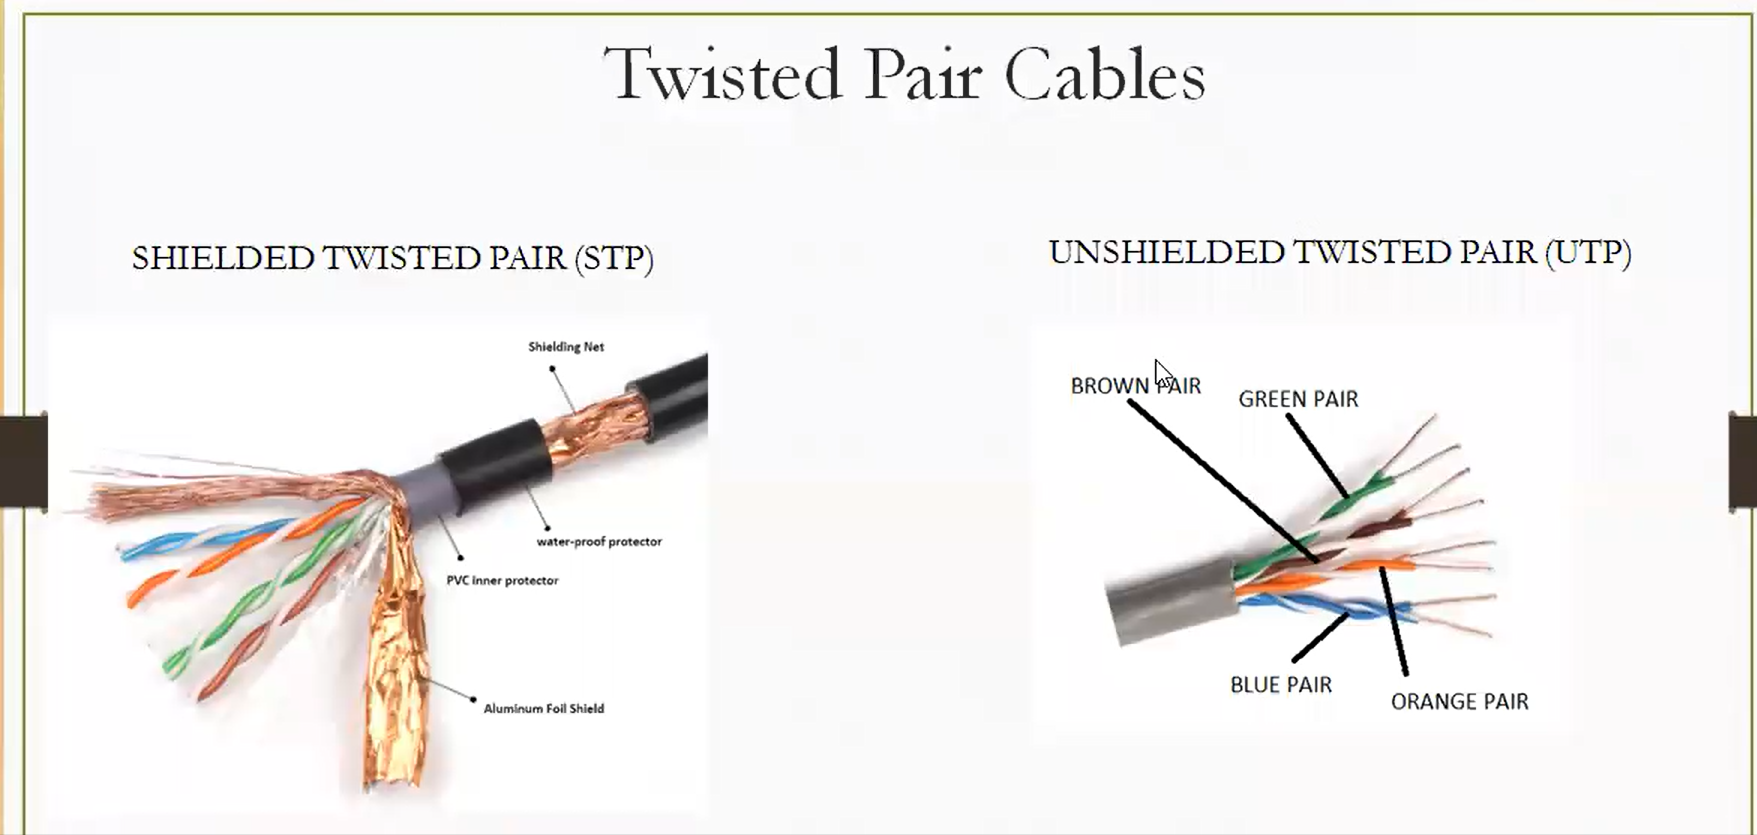 Twisted Pair Cables
SHIELDED TWISTED PAIR (STP)
Shielding Net
water-proof protector
PVC inner protector
Aluminum Foil Shield
UNSHIELDED TWISTED PAIR (UTP)
BROWN PAIR
GREEN PAIR
BLUE PAIR
ORANGE PAIR